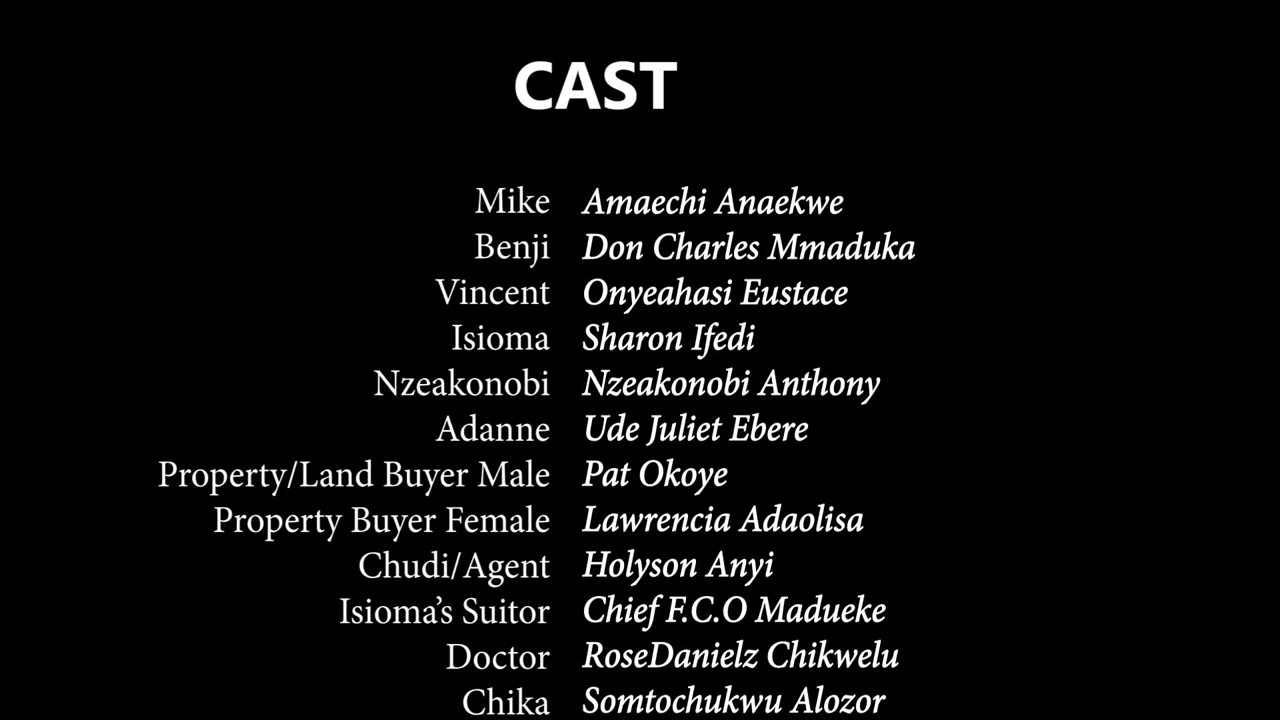 CAST
Mike Amaechi Anaekwe
Benji Don Charles Mmaduka
Vincent Onyeahasi Eustace
Isioma Sharon Ifedi
Nzeakonobi Nzeakonobi Anthony
Adanne Ude Juliet Ebere
Property/Land Buyer Male Pat Okoye
Property Buyer Female Lawrencia Adaolisa
Chudi/Agent Holyson Anyi
Isioma’s Suitor Chief F.C.O Madueke
Doctor RoseDanielz Chikwelu
Chika Somtochukwu Alozor